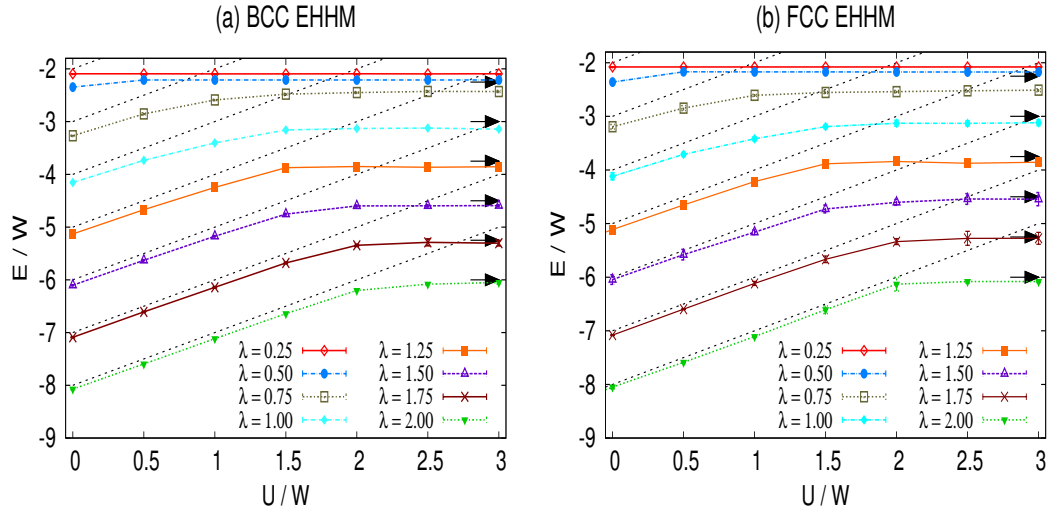 (a) BCC EHHM
-2
-3
-4
-5
-6
-7
-8
-9
E / W
0 0.5 1 1.5 2 2.5 3
U / W
λ = 0.25 λ = 1.25
λ = 0.50 λ = 1.50
λ = 0.75 λ = 1.75
λ = 1.00 λ = 2.00
(b) FCC EHHM
-2
-3
-4
-5
-6
-7
-8
-9
E / W
0 0.5 1 1.5 2 2.5 3
U / W
λ = 0.25 λ = 1.25
λ = 0.50 λ = 1.50
λ = 0.75 λ = 1.75
λ = 1.00 λ = 2.00